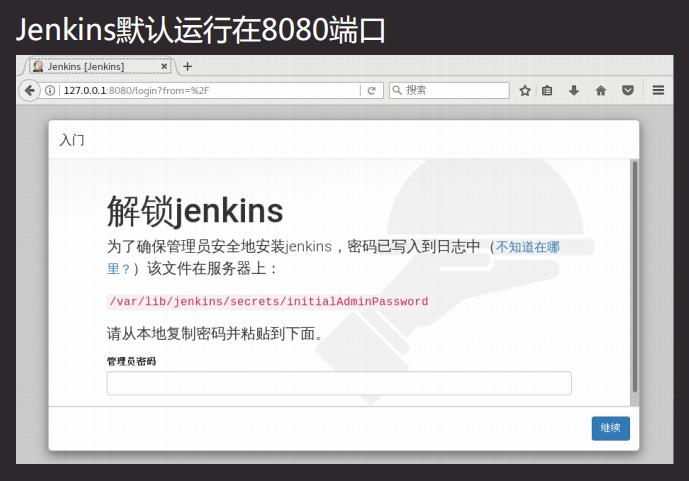 Jenkins默认运行在8080端口
Jenkins [Jenkins]
127.0.0.1:8080/login?from=%2F
搜索
入门
解锁jenkins
为了确保管理员安全地安装jenkins，密码已写入到日志中（不知道在哪
里？）该文件在服务器上：
/var/lib/jenkins/secrets/initialAdminPassword
请从本地复制密码并粘贴到下面。
管理员密码
继续